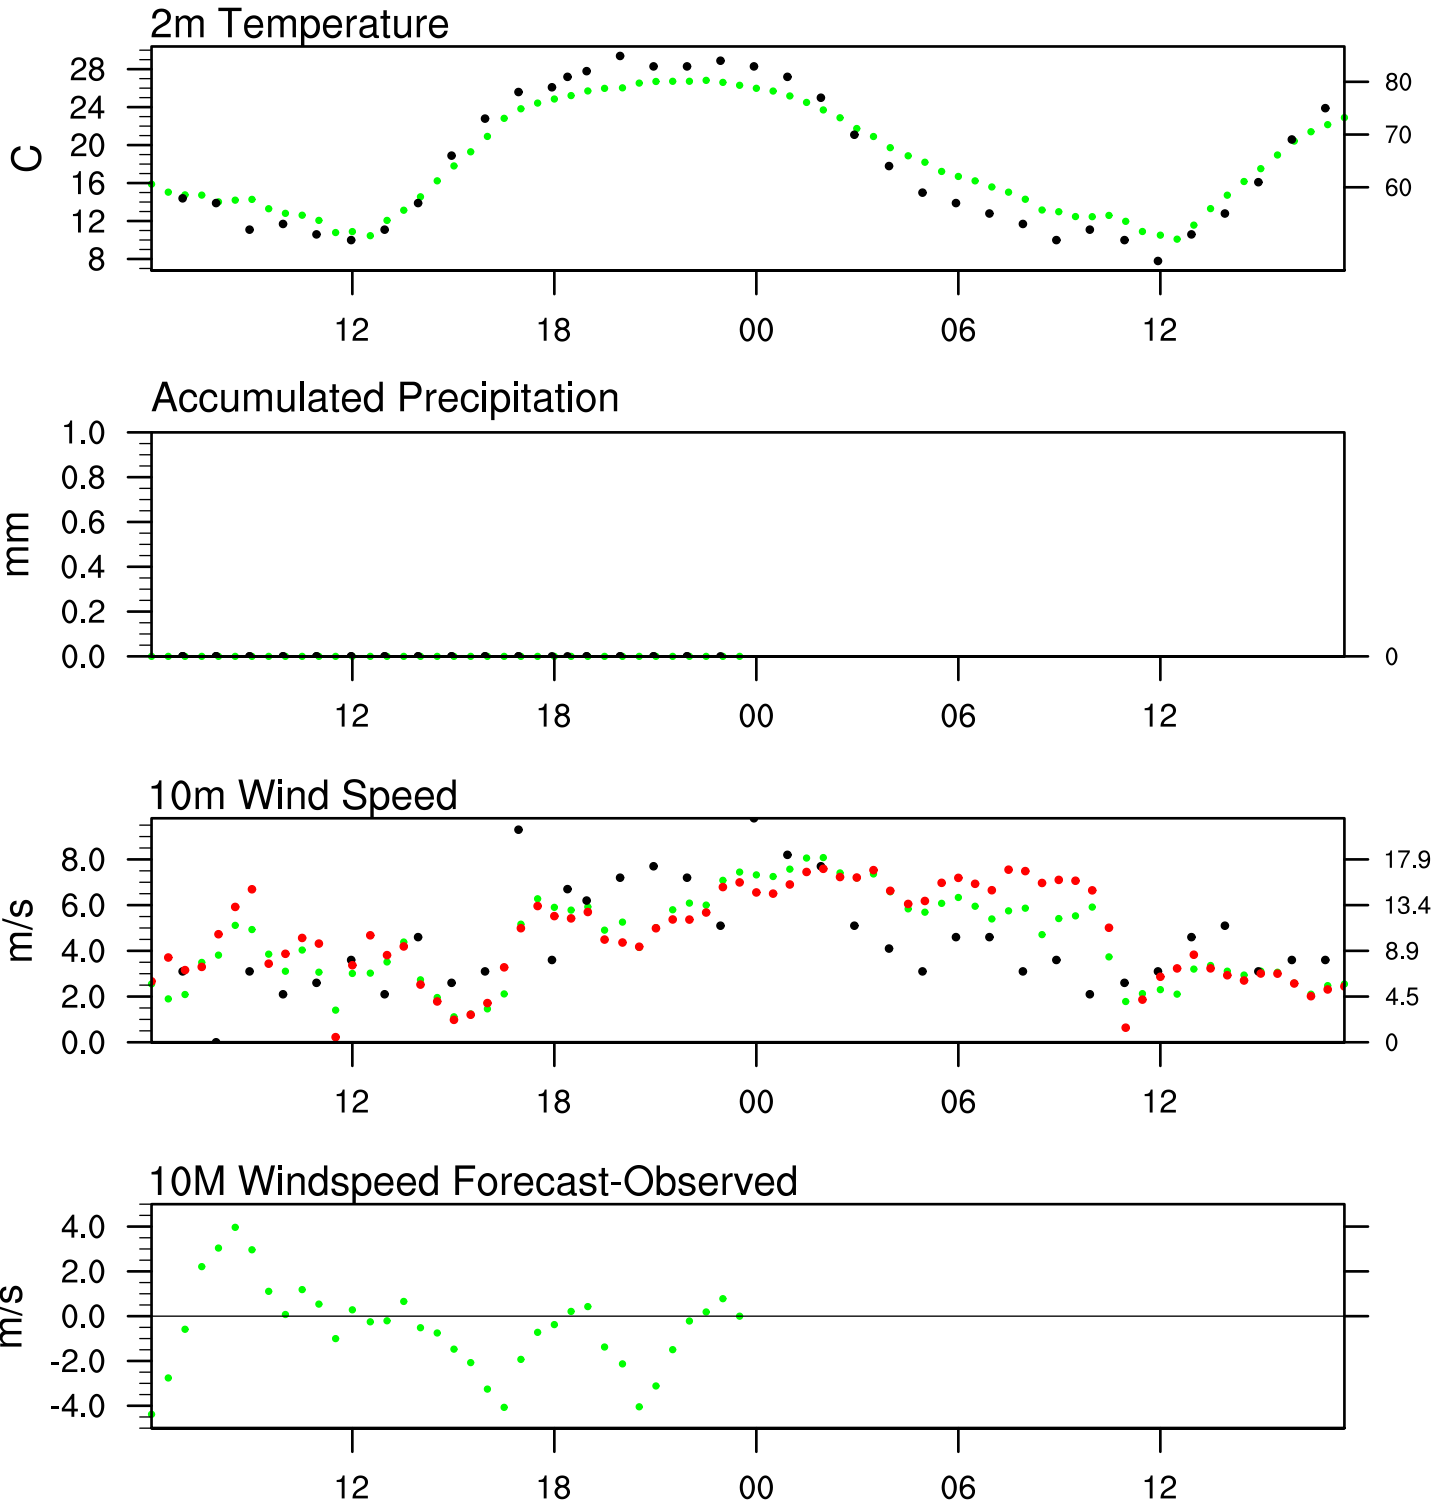 2m Temperature
28
24
20
16
12
8
C
80
70
60
12 18 00 06 12
Accumulated Precipitation
1.0
0.8
0.6
0.4
0.2
0.0
mm
0
12 18 00 06 12
10m Wind Speed
8.0
6.0
4.0
2.0
0.0
m/s
17.9
13.4
8.9
4.5
0
12 18 00 06 12
10M Windspeed Forecast-Observed
4.0
2.0
0.0
-2.0
-4.0
m/s
12 18 00 06 12